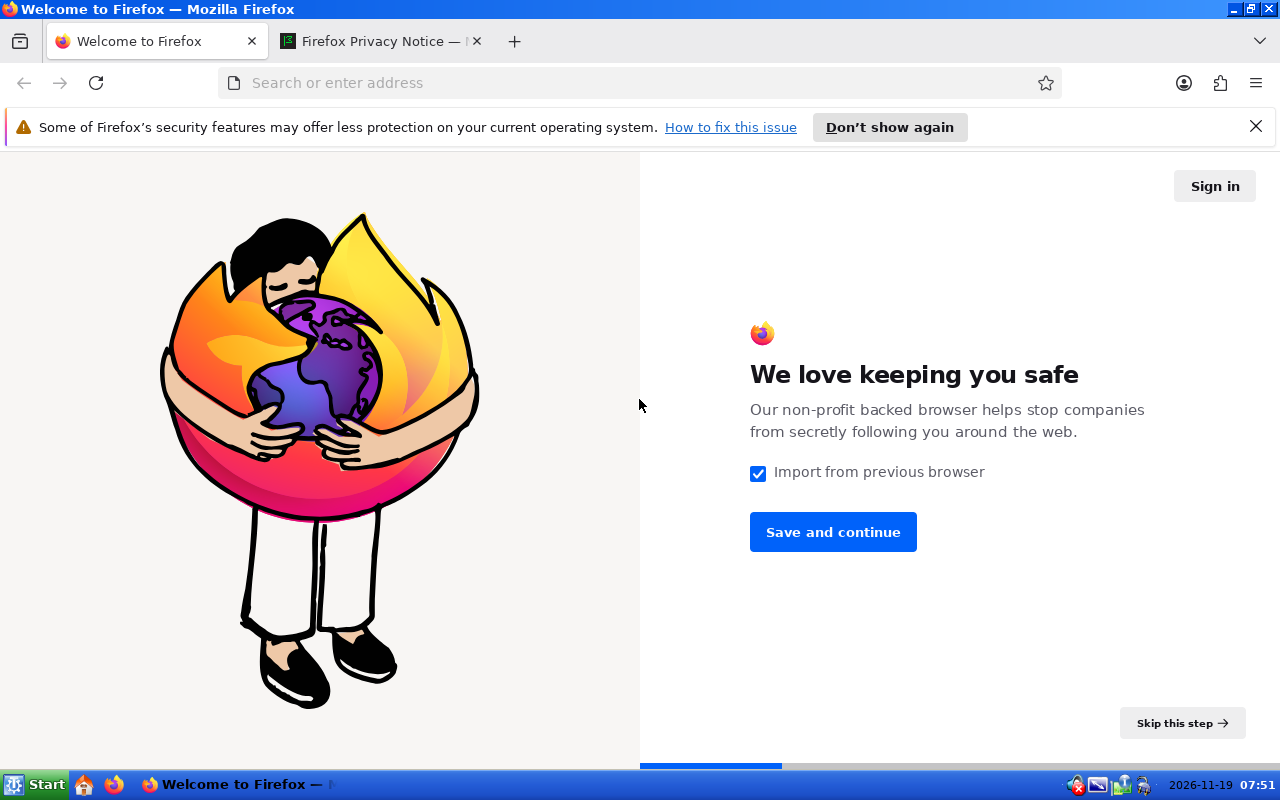 Welcome to Firefox — Mozilla Firefox
Welcome to Firefox
Firefox Privacy Notice —
Search or enter address
Some of Firefox’s security features may offer less protection on your current operating system. How to fix this issue Don’t show again
Sign in
We love keeping you safe
Our non-profit backed browser helps stop companies
from secretly following you around the web.
Import from previous browser
Save and continue
Skip this step
Start
Welcome to Firefox —
2026-11-19 07:51